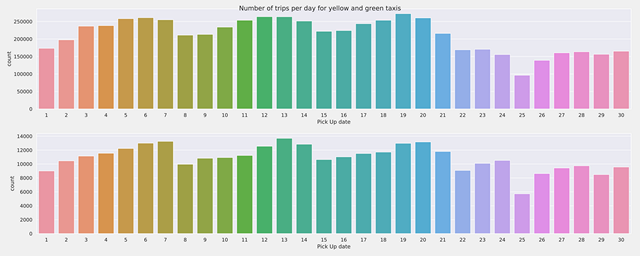 Number of trips per day for yellow and green taxis
250000
200000
150000
100000
50000
0
count
1 2 3 4 5 6 7 8 9 10 11 12 13 14 15 16 17 18 19 20 21 22 23 24 25 26 27 28 29 30
Pick Up date
14000
12000
10000
8000
6000
4000
2000
0
count
1 2 3 4 5 6 7 8 9 10 11 12 13 14 15 16 17 18 19 20 21 22 23 24 25 26 27 28 29 30
Pick Up date